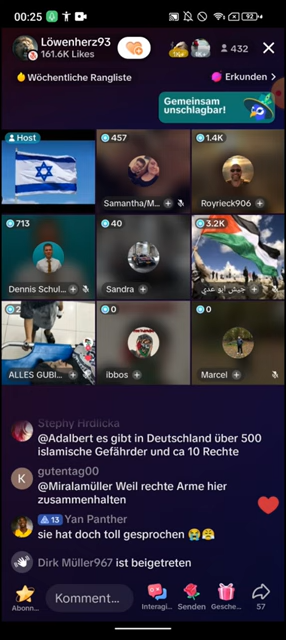 00:25
92
Löwenherz93
161.6K Likes
432
Wöchentliche Rangliste
Erkunden
Gemeinsam
unschlagbar!
Host
457
1.4K
Samantha/M...
Royrieck906
713
40
3.2K
Dennis Schul...
Sandra
جيش ابو عدي
2
0
0
ALLES GUBI...
ibbos
Marcel
Stephy Hrdlicka
@Adalbert es gibt in Deutschland über 500
islamische Gefährder und ca 10 Rechte
K
gutentag00
@Miralamüller Weil rechte Arme hier
zusammenhalten
13 Yan Panther
sie hat doch toll gesprochen 😭😤
Dirk Müller967 ist beigetreten
Abonn...
Komment...
Interagi...
Senden
Gesche...
57